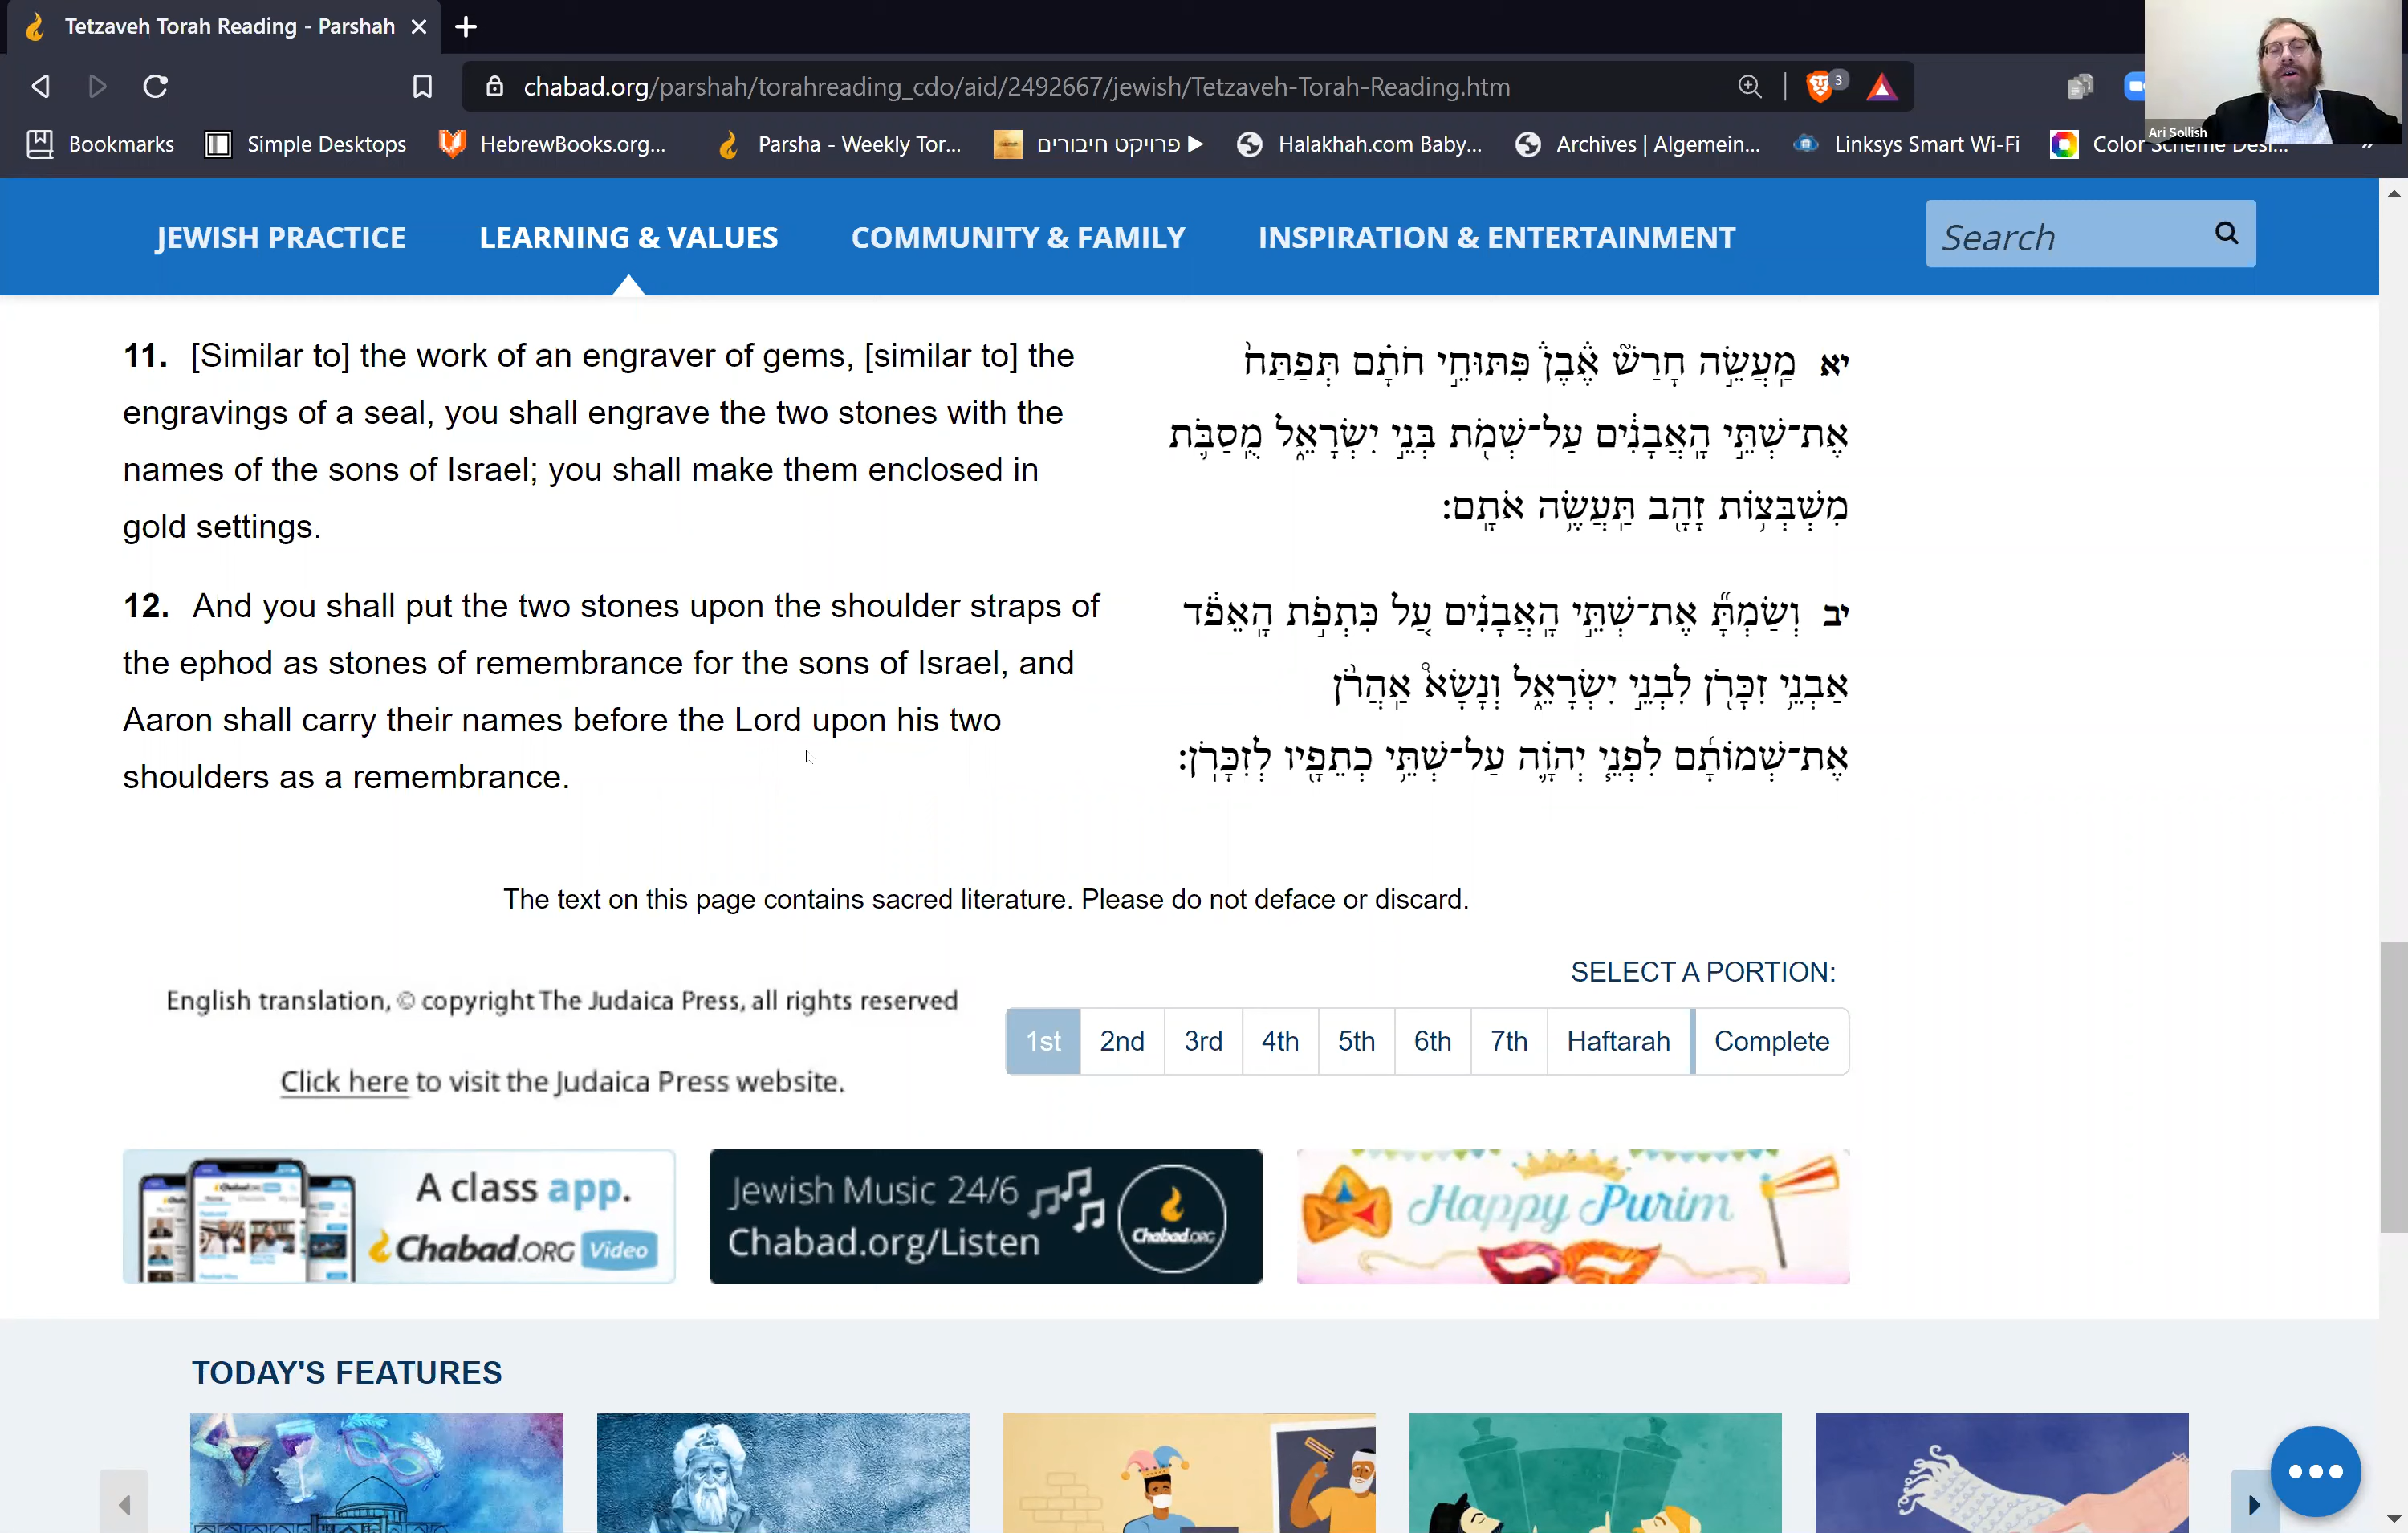 Tetzaveh Torah Reading - Parshah
chabad.org/parshah/torahreading_cdo/aid/2492667/jewish/Tetzaveh-Torah-Reading.htm
3
Ari Sollish
Bookmarks
Simple Desktops
HebrewBooks.org...
Parsha - Weekly Tor...
פרויקט חיבורים
Halakhah.com Baby...
Archives | Algemein...
Linksys Smart Wi-Fi
Color Scheme Desi...
JEWISH PRACTICE
LEARNING & VALUES
COMMUNITY & FAMILY
INSPIRATION & ENTERTAINMENT
Search
11. [Similar to] the work of an engraver of gems, [similar to] the
engravings of a seal, you shall engrave the two stones with the
names of the sons of Israel; you shall make them enclosed in
gold settings.
יא מַֽעֲשֵׂ֣ה חָרַשׁ֘ אֶ֒בֶן֒ פִּתּוּחֵ֣י חֹתָ֗ם תְּפַתַּח֙
אֶת־שְׁתֵּ֣י הָֽאֲבָנִ֔ים עַל־שְׁמֹ֖ת בְּנֵ֣י יִשְׂרָאֵ֑ל מֻֽסַבֹּ֛ת
מִשְׁבְּצ֥וֹת זָהָ֖ב תַּֽעֲשֶׂ֥ה אֹתָֽם:
12. And you shall put the two stones upon the shoulder straps of
the ephod as stones of remembrance for the sons of Israel, and
Aaron shall carry their names before the Lord upon his two
shoulders as a remembrance.
יב וְשַׂמְתָּ֞ אֶת־שְׁתֵּ֣י הָֽאֲבָנִ֗ים עַ֚ל כִּתְפֹ֣ת הָֽאֵפֹ֔ד
אַבְנֵ֥י זִכָּרֹ֖ן לִבְנֵ֣י יִשְׂרָאֵ֑ל וְנָשָׂא֩ אַֽהֲרֹ֨ן
אֶת־שְׁמוֹתָ֜ם לִפְנֵ֧י יְהֹוָ֛ה עַל־שְׁתֵּ֥י כְתֵפָ֖יו לְזִכָּרֹֽן:
The text on this page contains sacred literature. Please do not deface or discard.
English translation, © copyright The Judaica Press, all rights reserved
Click here to visit the Judaica Press website.
SELECT A PORTION:
1st 2nd 3rd 4th 5th 6th 7th Haftarah Complete
A class app.
Chabad.ORG Video
Jewish Music 24/6
Chabad.org/Listen
Chabad.ORG
Happy Purim
TODAY'S FEATURES